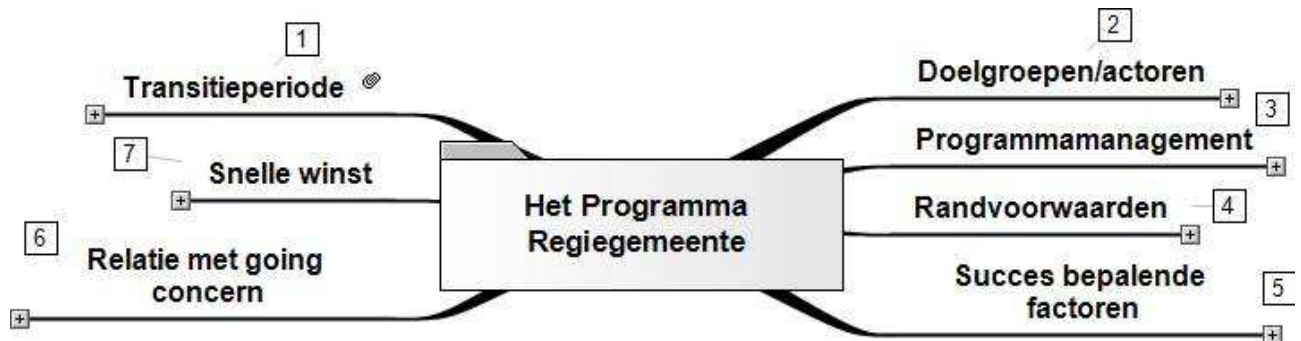 1
Transitieperiode
7
Snelle winst
6
Relatie met going
concern
Het Programma
Regiegemeente
2
Doelgroepen/actoren
3
Programmamanagement
Randvoorwaarden
4
Succes bepalende
factoren
5